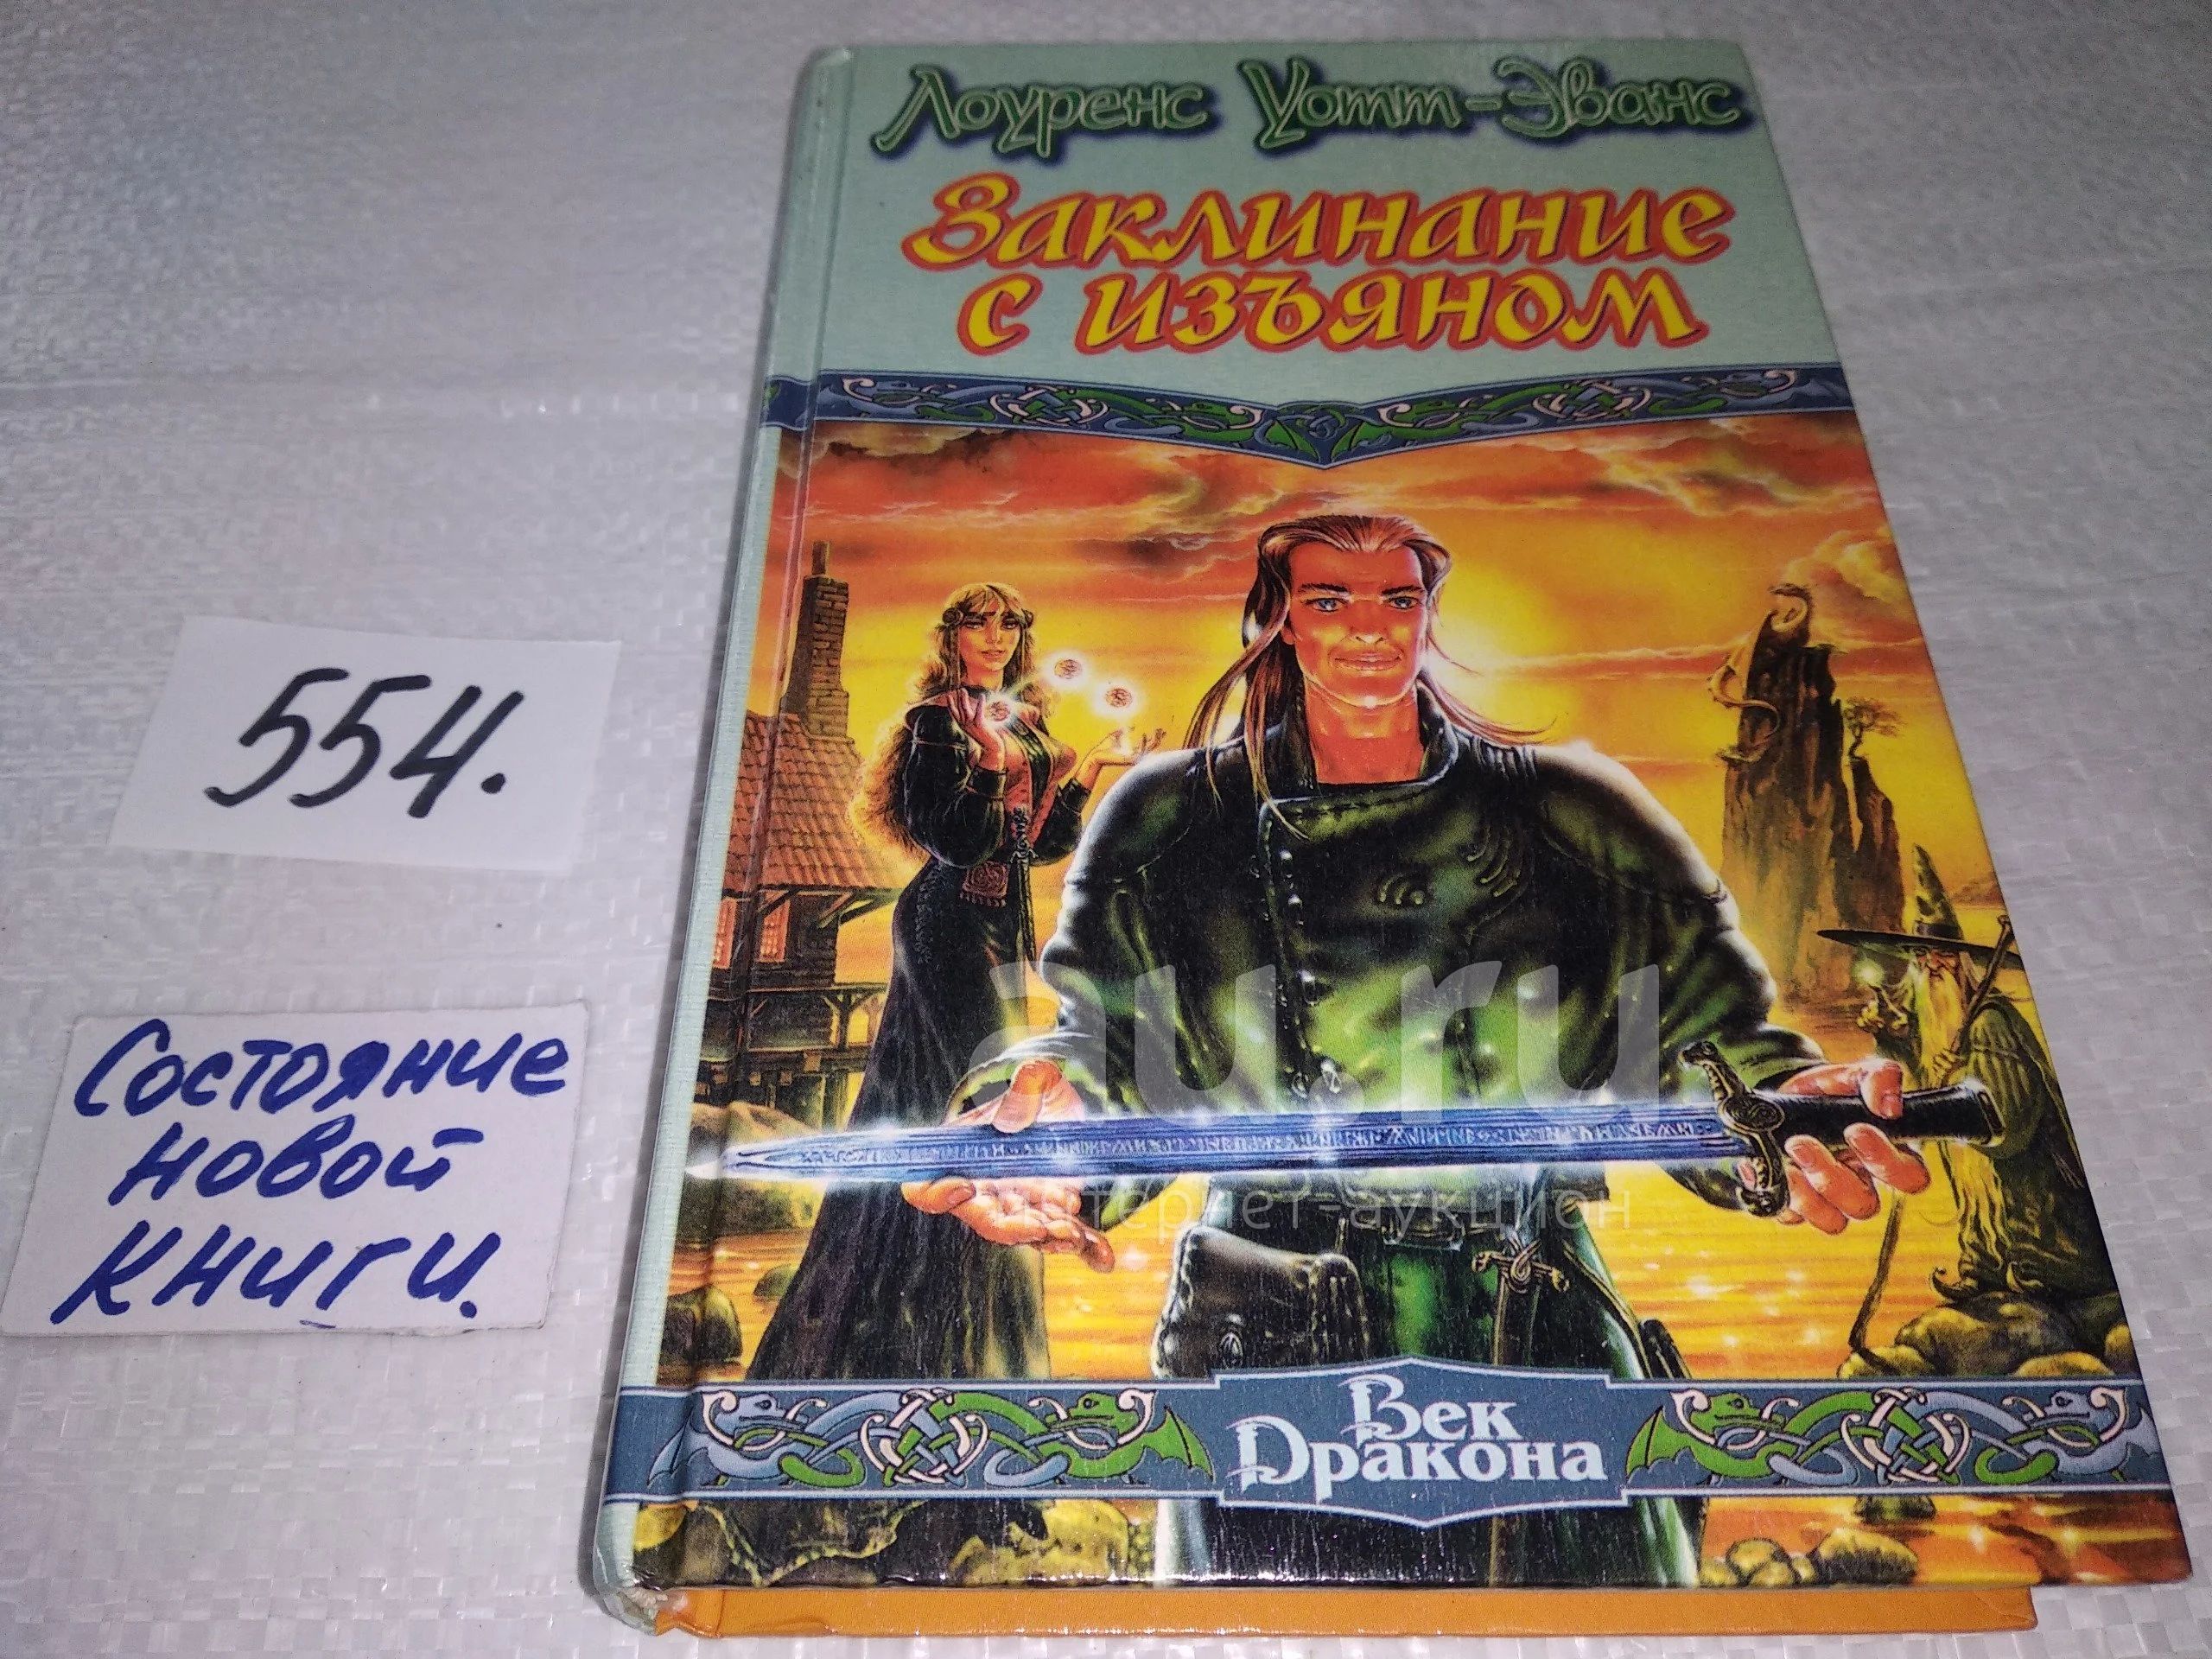 Лоуренс Уотт-Эванс
Заклинание
с изъяном
554.
Состояние
новой
книги.
au.ru
интернет-аукцион
Век
Дракона